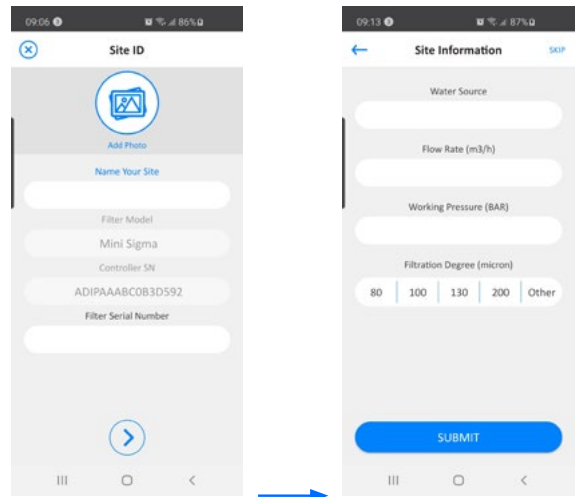 09:06
86%
Site ID
Add Photo
Name Your Site
Filter Model
Mini Sigma
Controller SN
ADIPAAABC0B3D592
Filter Serial Number
09:13
87%
Site Information
SKIP
Water Source
Flow Rate (m3/h)
Working Pressure (BAR)
Filtration Degree (micron)
80 100 130 200 Other
SUBMIT